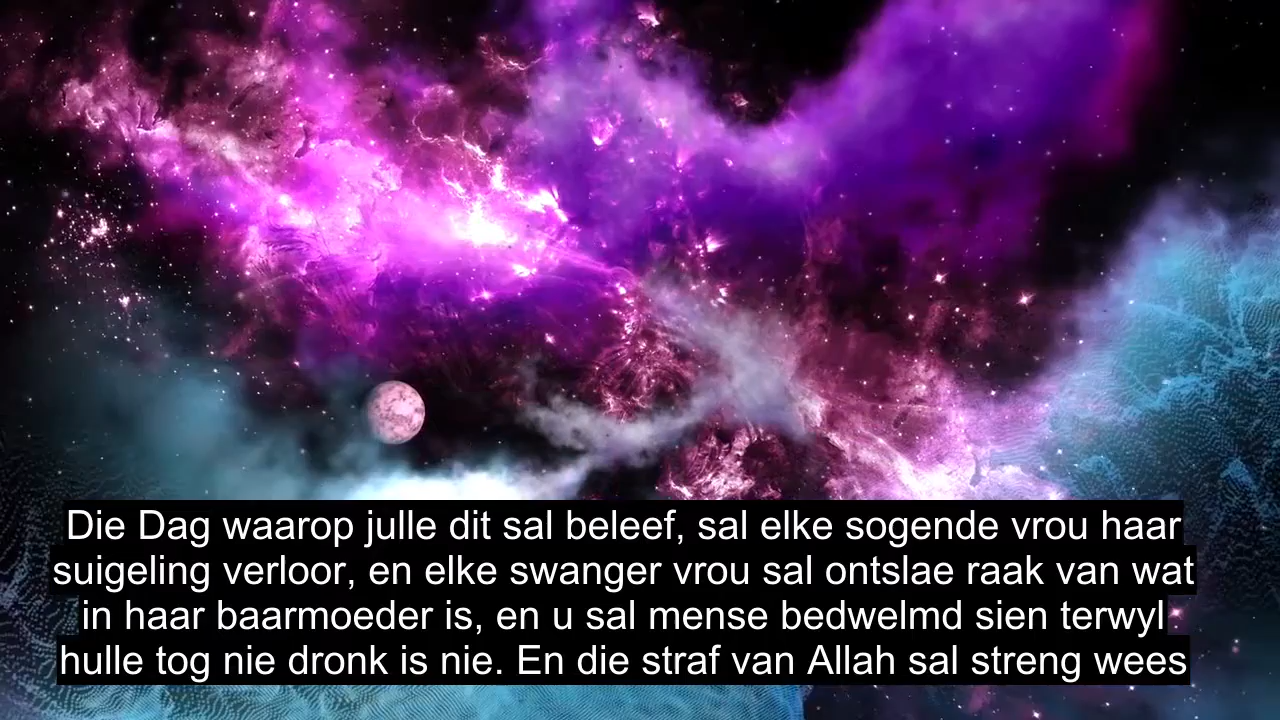 Die Dag waarop julle dit sal beleef, sal elke sogende vrou haar
suigeling verloor, en elke swanger vrou sal ontslae raak van wat
in haar baarmoeder is, en u sal mense bedwelmd sien terwyl
hulle tog nie dronk is nie. En die straf van Allah sal streng wees